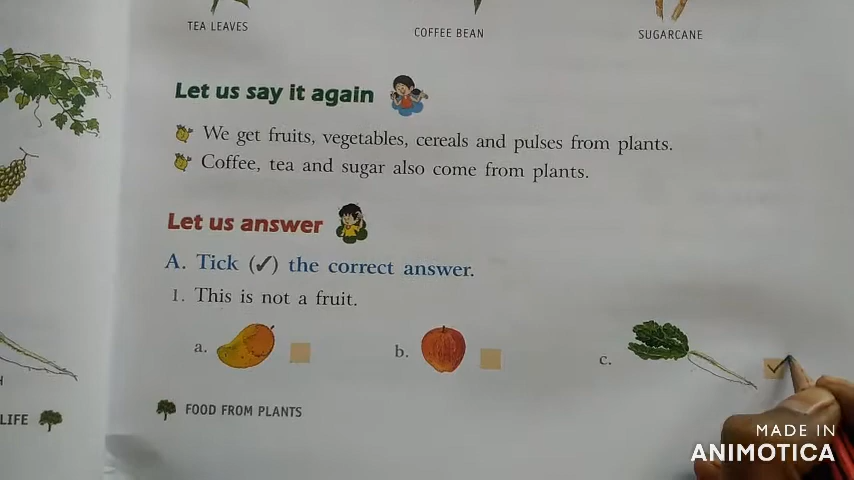 TEA LEAVES
COFFEE BEAN
SUGARCANE
Let us say it again
We get fruits, vegetables, cereals and pulses from plants.
Coffee, tea and sugar also come from plants.
Let us answer
A. Tick (✓) the correct answer.
1. This is not a fruit.
a.
b.
c.
LIFE
FOOD FROM PLANTS
MADE IN
ANIMOTICA